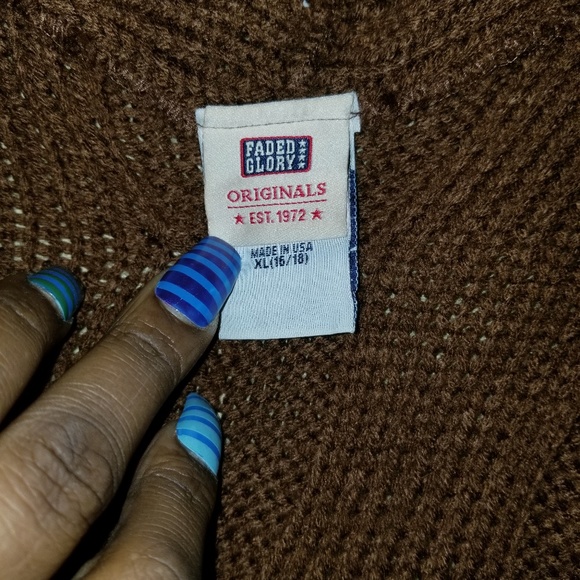 FADED
GLORY
ORIGINALS
★ EST. 1972 ★
MADE IN USA
XL(16/18)